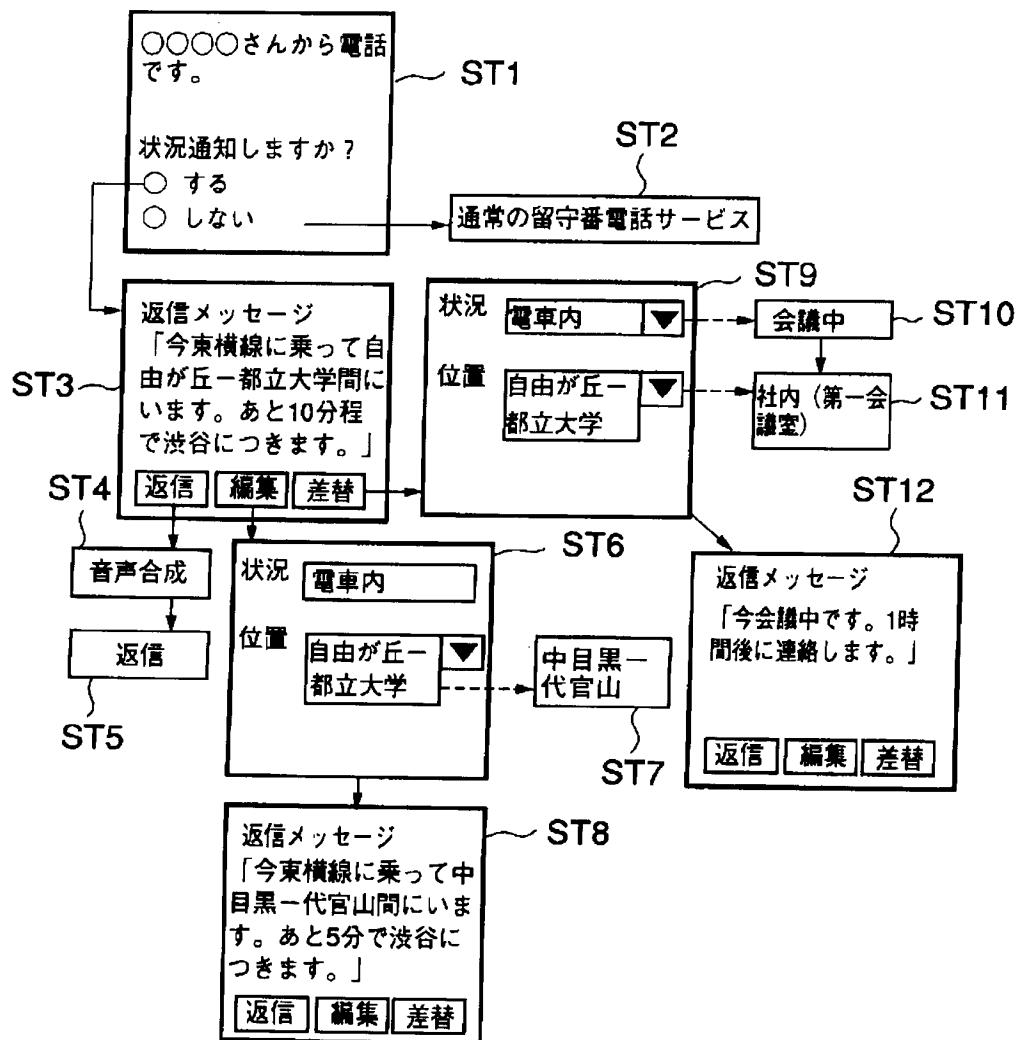 ○○○○さんから電話
です。
状況通知しますか？
○ する
○ しない
ST1
ST2
通常の留守番電話サービス
返信メッセージ
「今東横線に乗って自
由が丘ー都立大学間に
います。あと10分程
で渋谷につきます。」
返信 編集 差替
ST3
ST4
音声合成
返信
ST5
ST9
状況 電車内 ▼
位置 自由が丘ー ▼
都立大学
会議中
ST10
社内（第一会
議室）
ST11
ST6
状況 電車内
位置 自由が丘ー ▼
都立大学
中目黒ー
代官山
ST7
ST12
返信メッセージ
「今会議中です。1時
間後に連絡します。」
返信 編集 差替
ST8
返信メッセージ
「今東横線に乗って中
目黒ー代官山間にいま
す。あと5分で渋谷に
つきます。」
返信 編集 差替